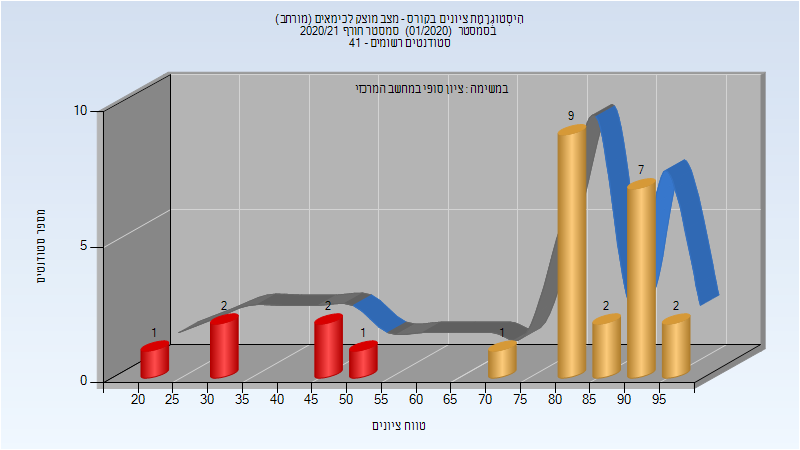 היסטוגרמת ציונים בקורס - מצב מוצק לכימאים (מורחב)
בסמסטר (01/2020) סמסטר חורף 2020/21
סטודנטים רשומים - 41
במשימה : ציון סופי במחשב המרכזי
10
5
0
מספר סטודנטים
1
2
2
1
1
9
2
7
2
20 25 30 35 40 45 50 55 60 65 70 75 80 85 90 95
טווח ציונים